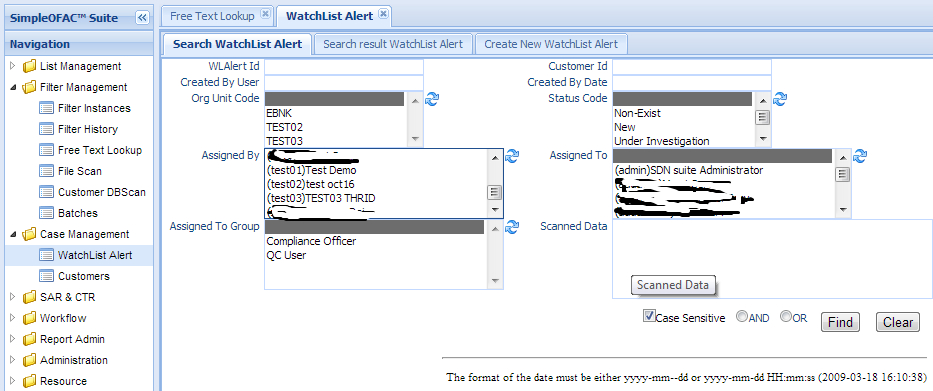 SimpleOFAC™ Suite
Free Text Lookup
WatchList Alert
Navigation
List Management
Filter Management
Filter Instances
Filter History
Free Text Lookup
File Scan
Customer DBScan
Batches
Case Management
WatchList Alert
Customers
SAR & CTR
Workflow
Report Admin
Administration
Resource
Search WatchList Alert
Search result WatchList Alert
Create New WatchList Alert
WLAlert Id
Customer Id
Created By User
Created By Date
Org Unit Code
EBNK
TEST02
TEST03
Status Code
Non-Exist
New
Under Investigation
Assigned By
(test01)Test Demo
(test02)test oct16
(test03)TEST03 THRID
Assigned To
(admin)SDN suite Administrator
Assigned To Group
Compliance Officer
QC User
Scanned Data
Scanned Data
Case Sensitive
AND
OR
Find
Clear
The format of the date must be either yyyy-mm--dd or yyyy-mm-dd HH:mm:ss (2009-03-18 16:10:38)